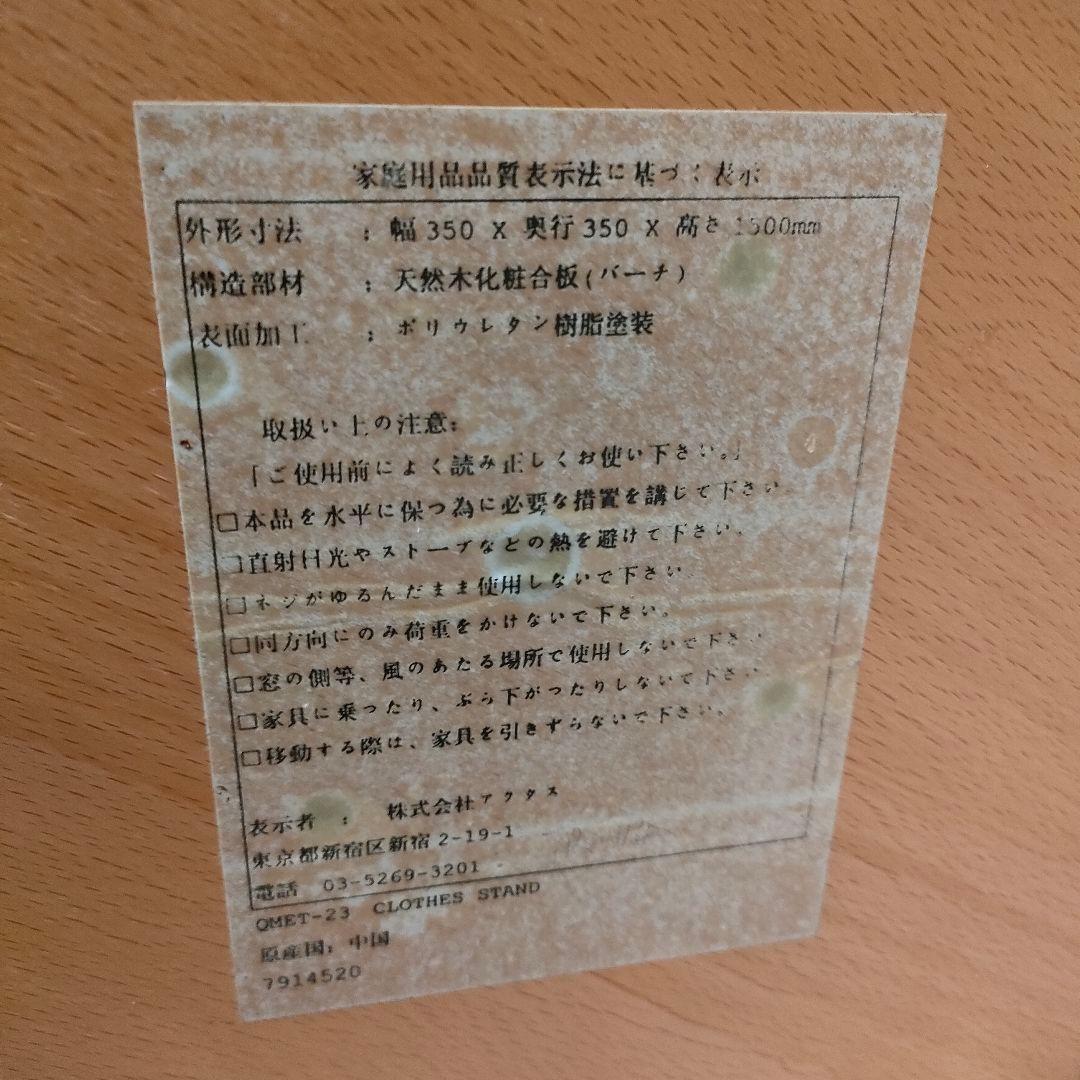 家庭用品品質表示法に基づく表示
外形寸法 : 幅 350 X 奥行 350 X 高さ 1500mm
構造部材 : 天然木化粧合板(バーチ)
表面加工 : ポリウレタン樹脂塗装
取扱い上の注意:
「ご使用前によく読み正しくお使い下さい。」
□本品を水平に保つ為に必要な措置を講じて下さい。
□直射日光やストーブなどの熱を避けて下さい。
□ネジがゆるんだまま使用しないで下さい。
□同方向にのみ荷重をかけないで下さい。
□窓の側等、風のあたる場所で使用しないで下さい。
□家具に乗ったり、ぶら下がったりしないで下さい。
□移動する際は、家具を引きずらないで下さい。
表示者 : 株式会社アクタス
東京都新宿区新宿 2-19-1
電話 03-5269-3201
QMET-23 CLOTHES STAND
原産国: 中国
7914520